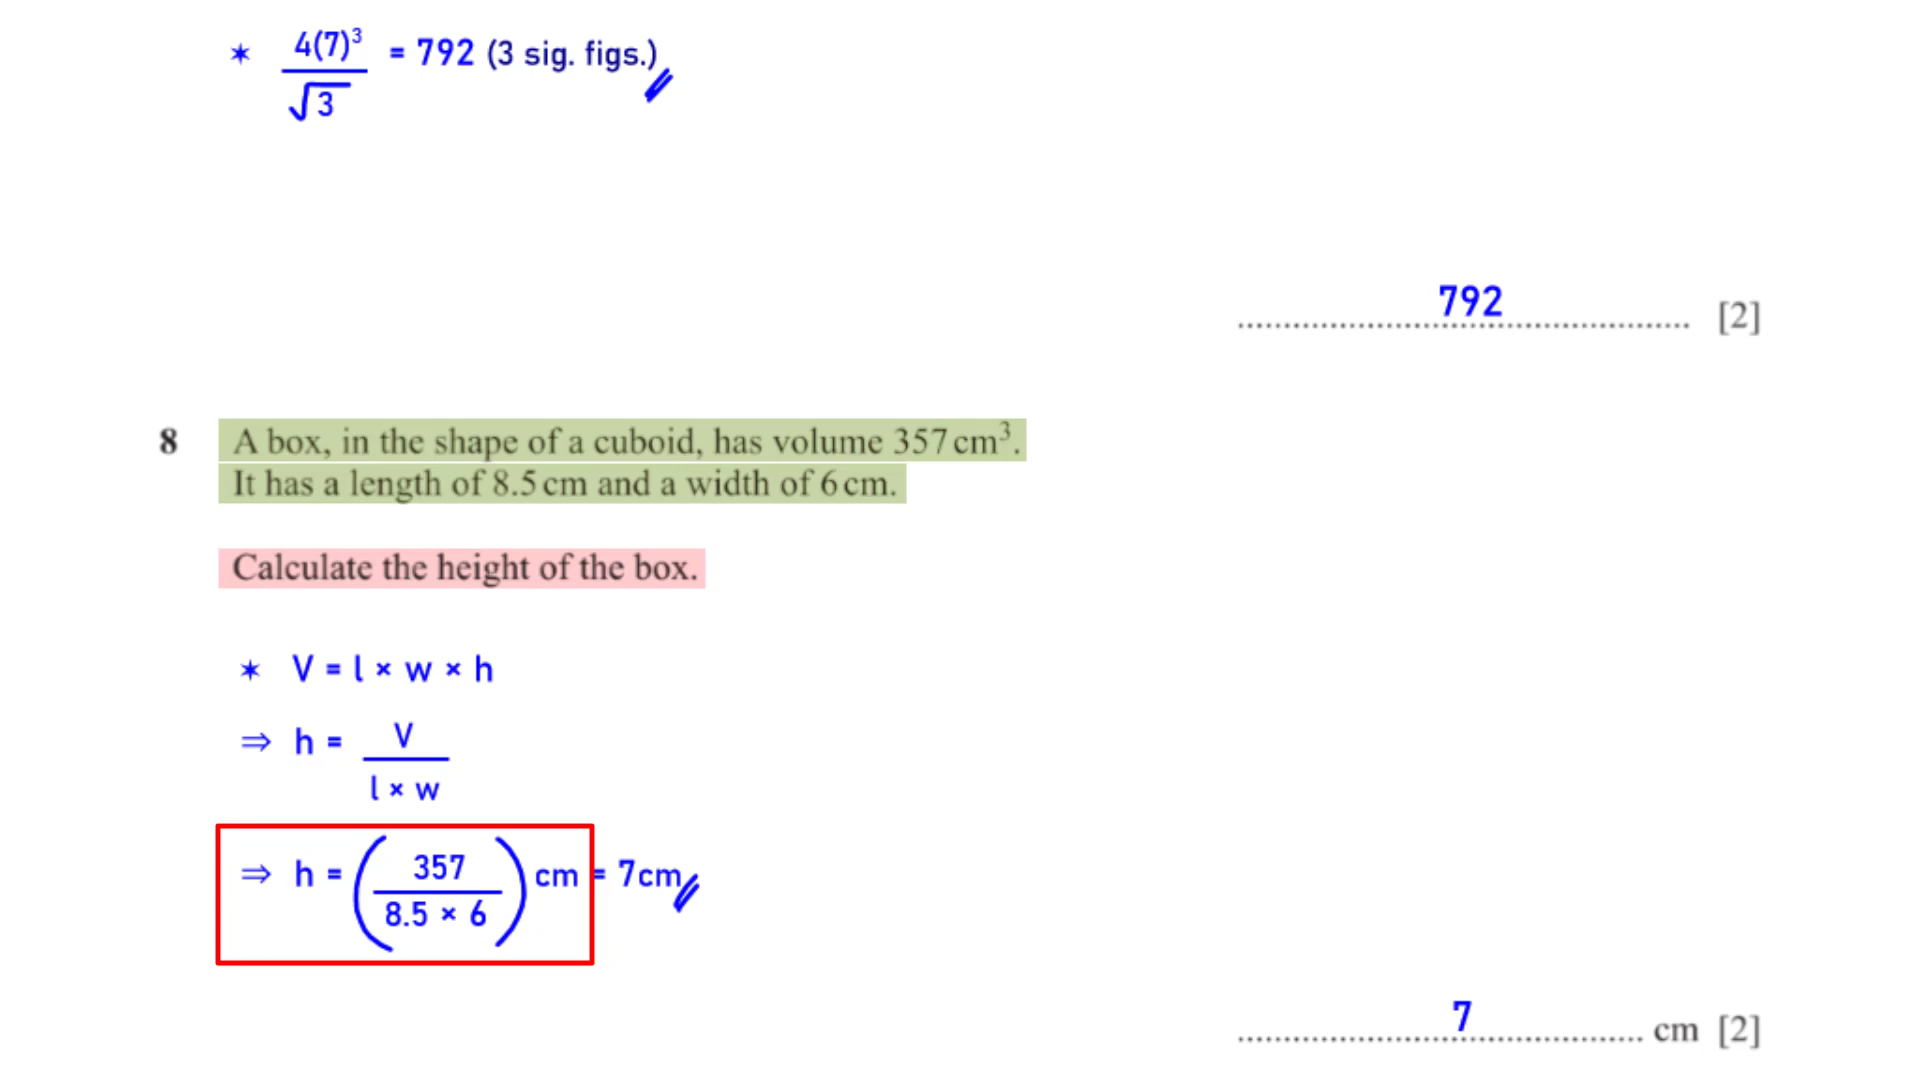 * 4(7)³ / √3 = 792 (3 sig. figs.)
792 [2]
8 A box, in the shape of a cuboid, has volume 357 cm³.
It has a length of 8.5 cm and a width of 6 cm.
Calculate the height of the box.
* V = l × w × h
⇒ h = V / l × w
⇒ h = (357 / 8.5 × 6) cm = 7cm
7 cm [2]